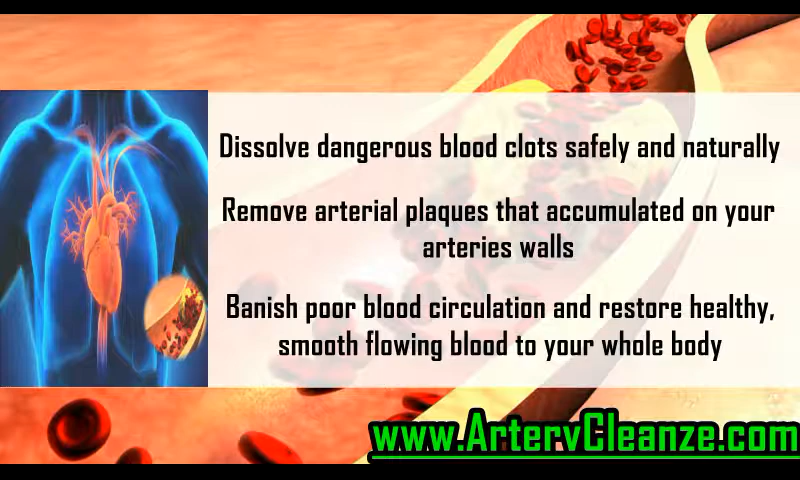 Dissolve dangerous blood clots safely and naturally
Remove arterial plaques that accumulated on your
arteries walls
Banish poor blood circulation and restore healthy,
smooth flowing blood to your whole body
www.ArteryCleanze.com